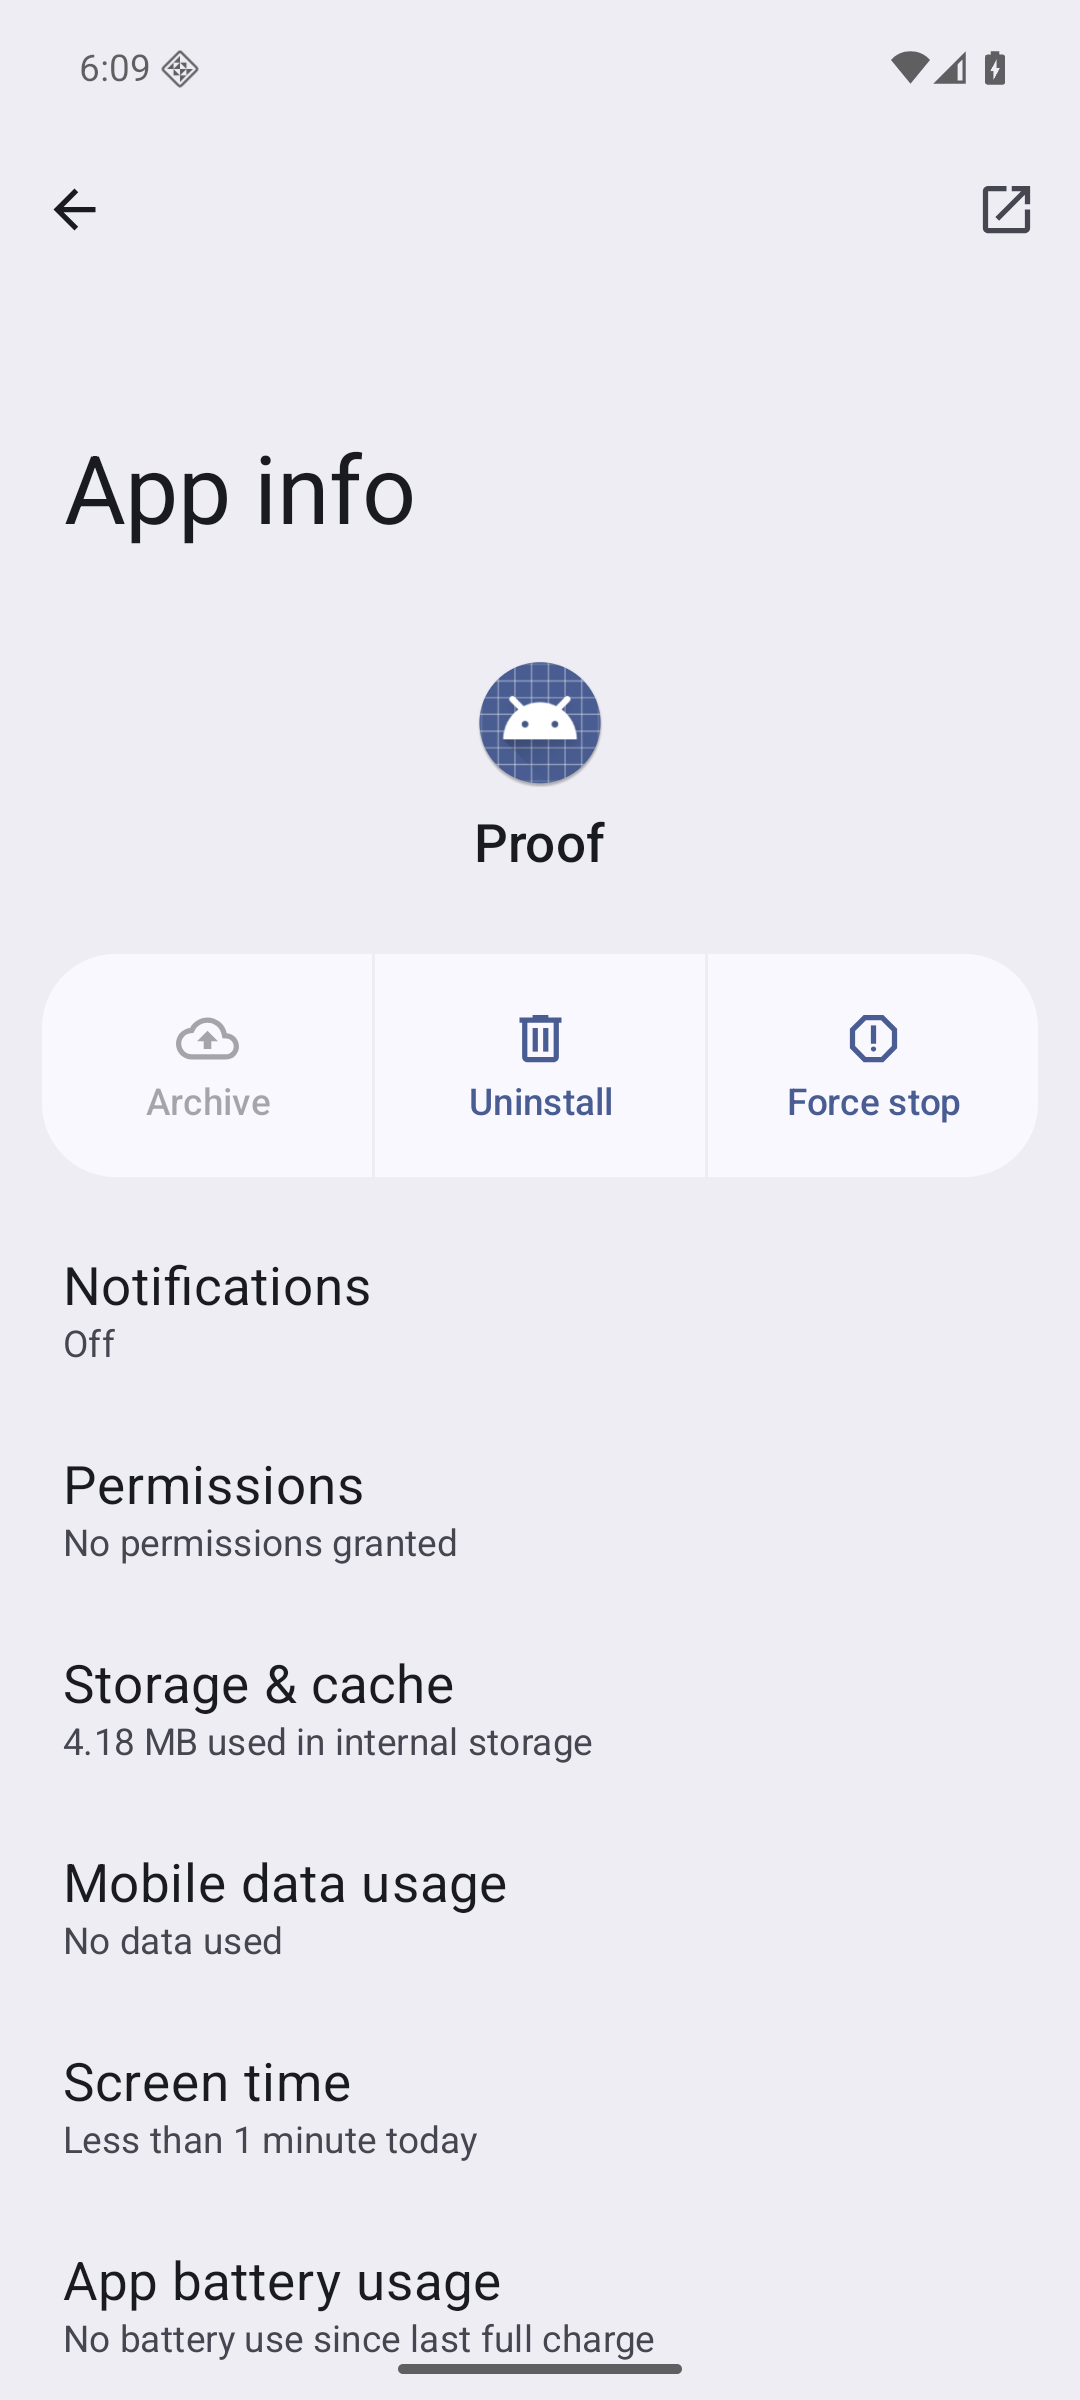 6:09
App info
Proof
Archive
Uninstall
Force stop
Notifications
Off
Permissions
No permissions granted
Storage & cache
4.18 MB used in internal storage
Mobile data usage
No data used
Screen time
Less than 1 minute today
App battery usage
No battery use since last full charge